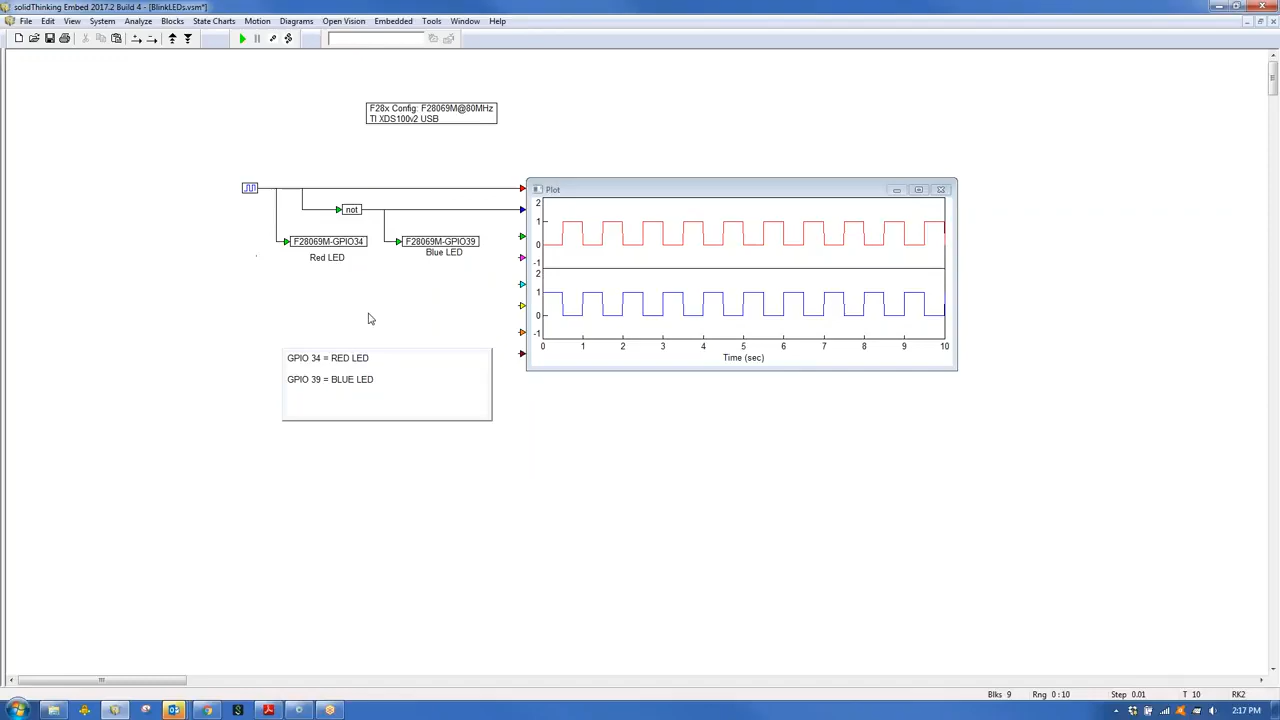 solidThinking Embed 2017.2 Build 4 - [BlinkLEDs.vsm*]
File Edit View System Analyze Blocks State Charts Motion Diagrams Open Vision Embedded Tools Window Help
F28x Config: F28069M@80MHz
TI XDS100v2 USB
Plot
not
F28069M-GPIO34
Red LED
F28069M-GPIO39
Blue LED
2
1
0
-1
2
1
0
-1
0 1 2 3 4 5 6 7 8 9 10
Time (sec)
GPIO 34 = RED LED
GPIO 39 = BLUE LED
Blks 9 Rng 0:10 Step 0.01 T 10 RK2
2:17 PM